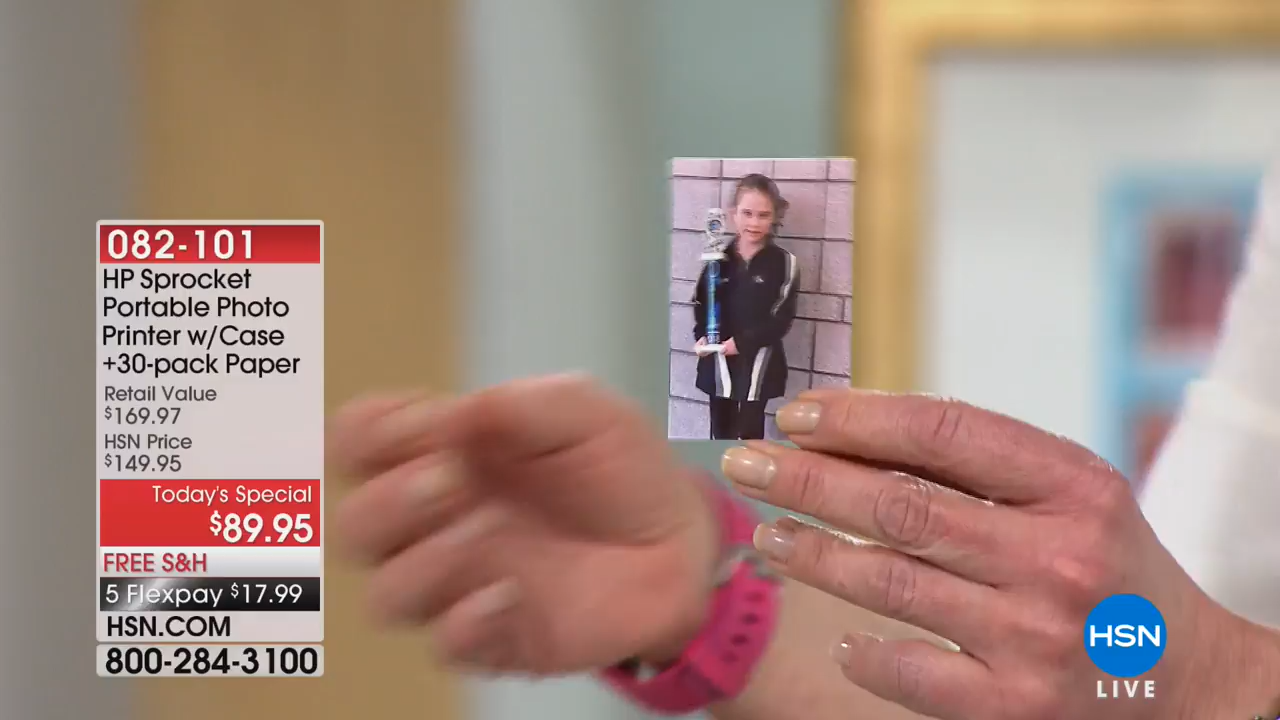 082-101
HP Sprocket
Portable Photo
Printer w/Case
+30-pack Paper
Retail Value
$169.97
HSN Price
$149.95
Today's Special
$89.95
FREE S&H
5 Flexpay $17.99
HSN.COM
800-284-3100
HSN
LIVE